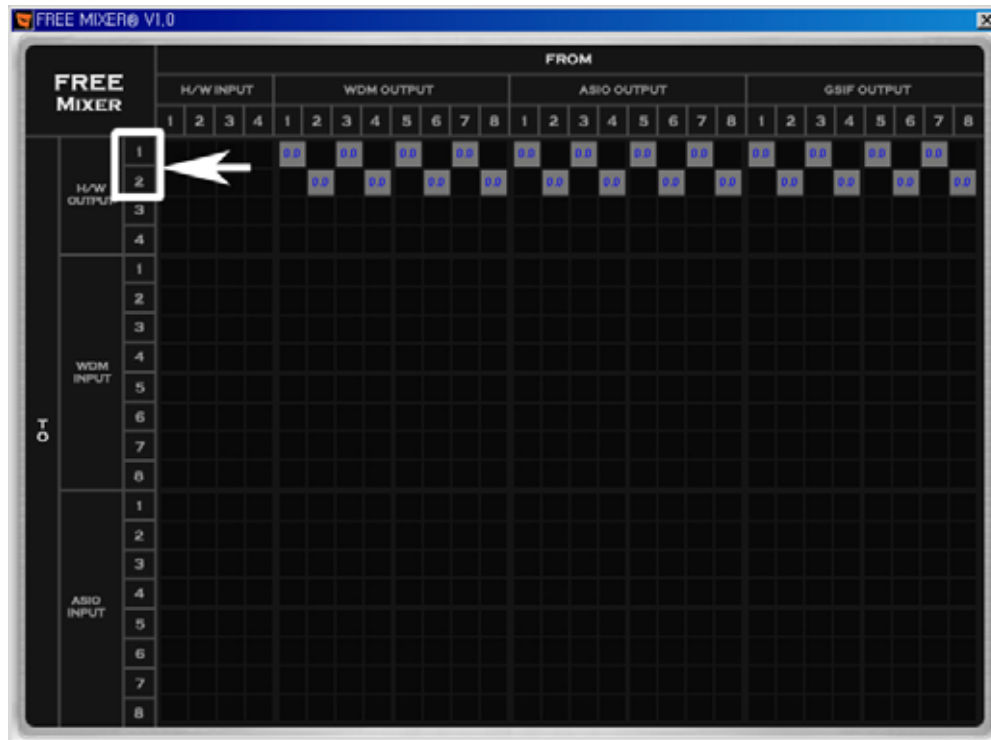 FREE MIXER® V1,0
FROM
FREE MIXER
H/W INPUT WDM OUTPUT ASIO OUTPUT GSIF OUTPUT
1 2 3 4 1 2 3 4 5 6 7 8 1 2 3 4 5 6 7 8 1 2 3 4 5 6 7 8
TO
H/W OUTPUT
1 0.0 0.0 0.0 0.0 0.0 0.0 0.0 0.0 0.0 0.0 0.0 0.0
2 0.0 0.0 0.0 0.0 0.0 0.0 0.0 0.0 0.0 0.0 0.0 0.0
3
4
WDM INPUT
1
2
3
4
5
6
7
8
ASIO INPUT
1
2
3
4
5
6
7
8